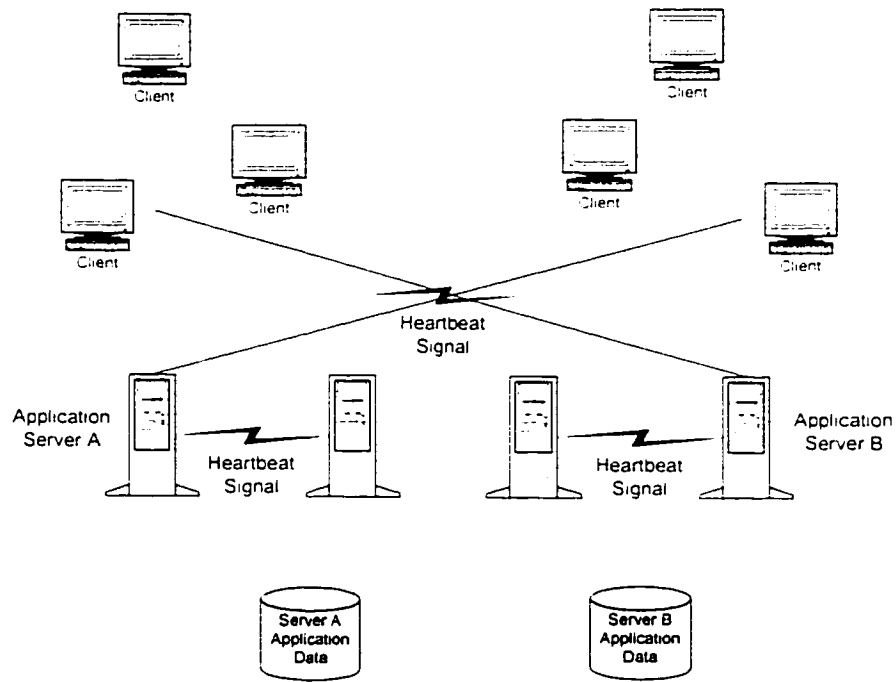 Client
Client
Client
Client
Client
Client
Heartbeat
Signal
Application
Server A
Heartbeat
Signal
Heartbeat
Signal
Application
Server B
Server A
Application
Data
Server B
Application
Data